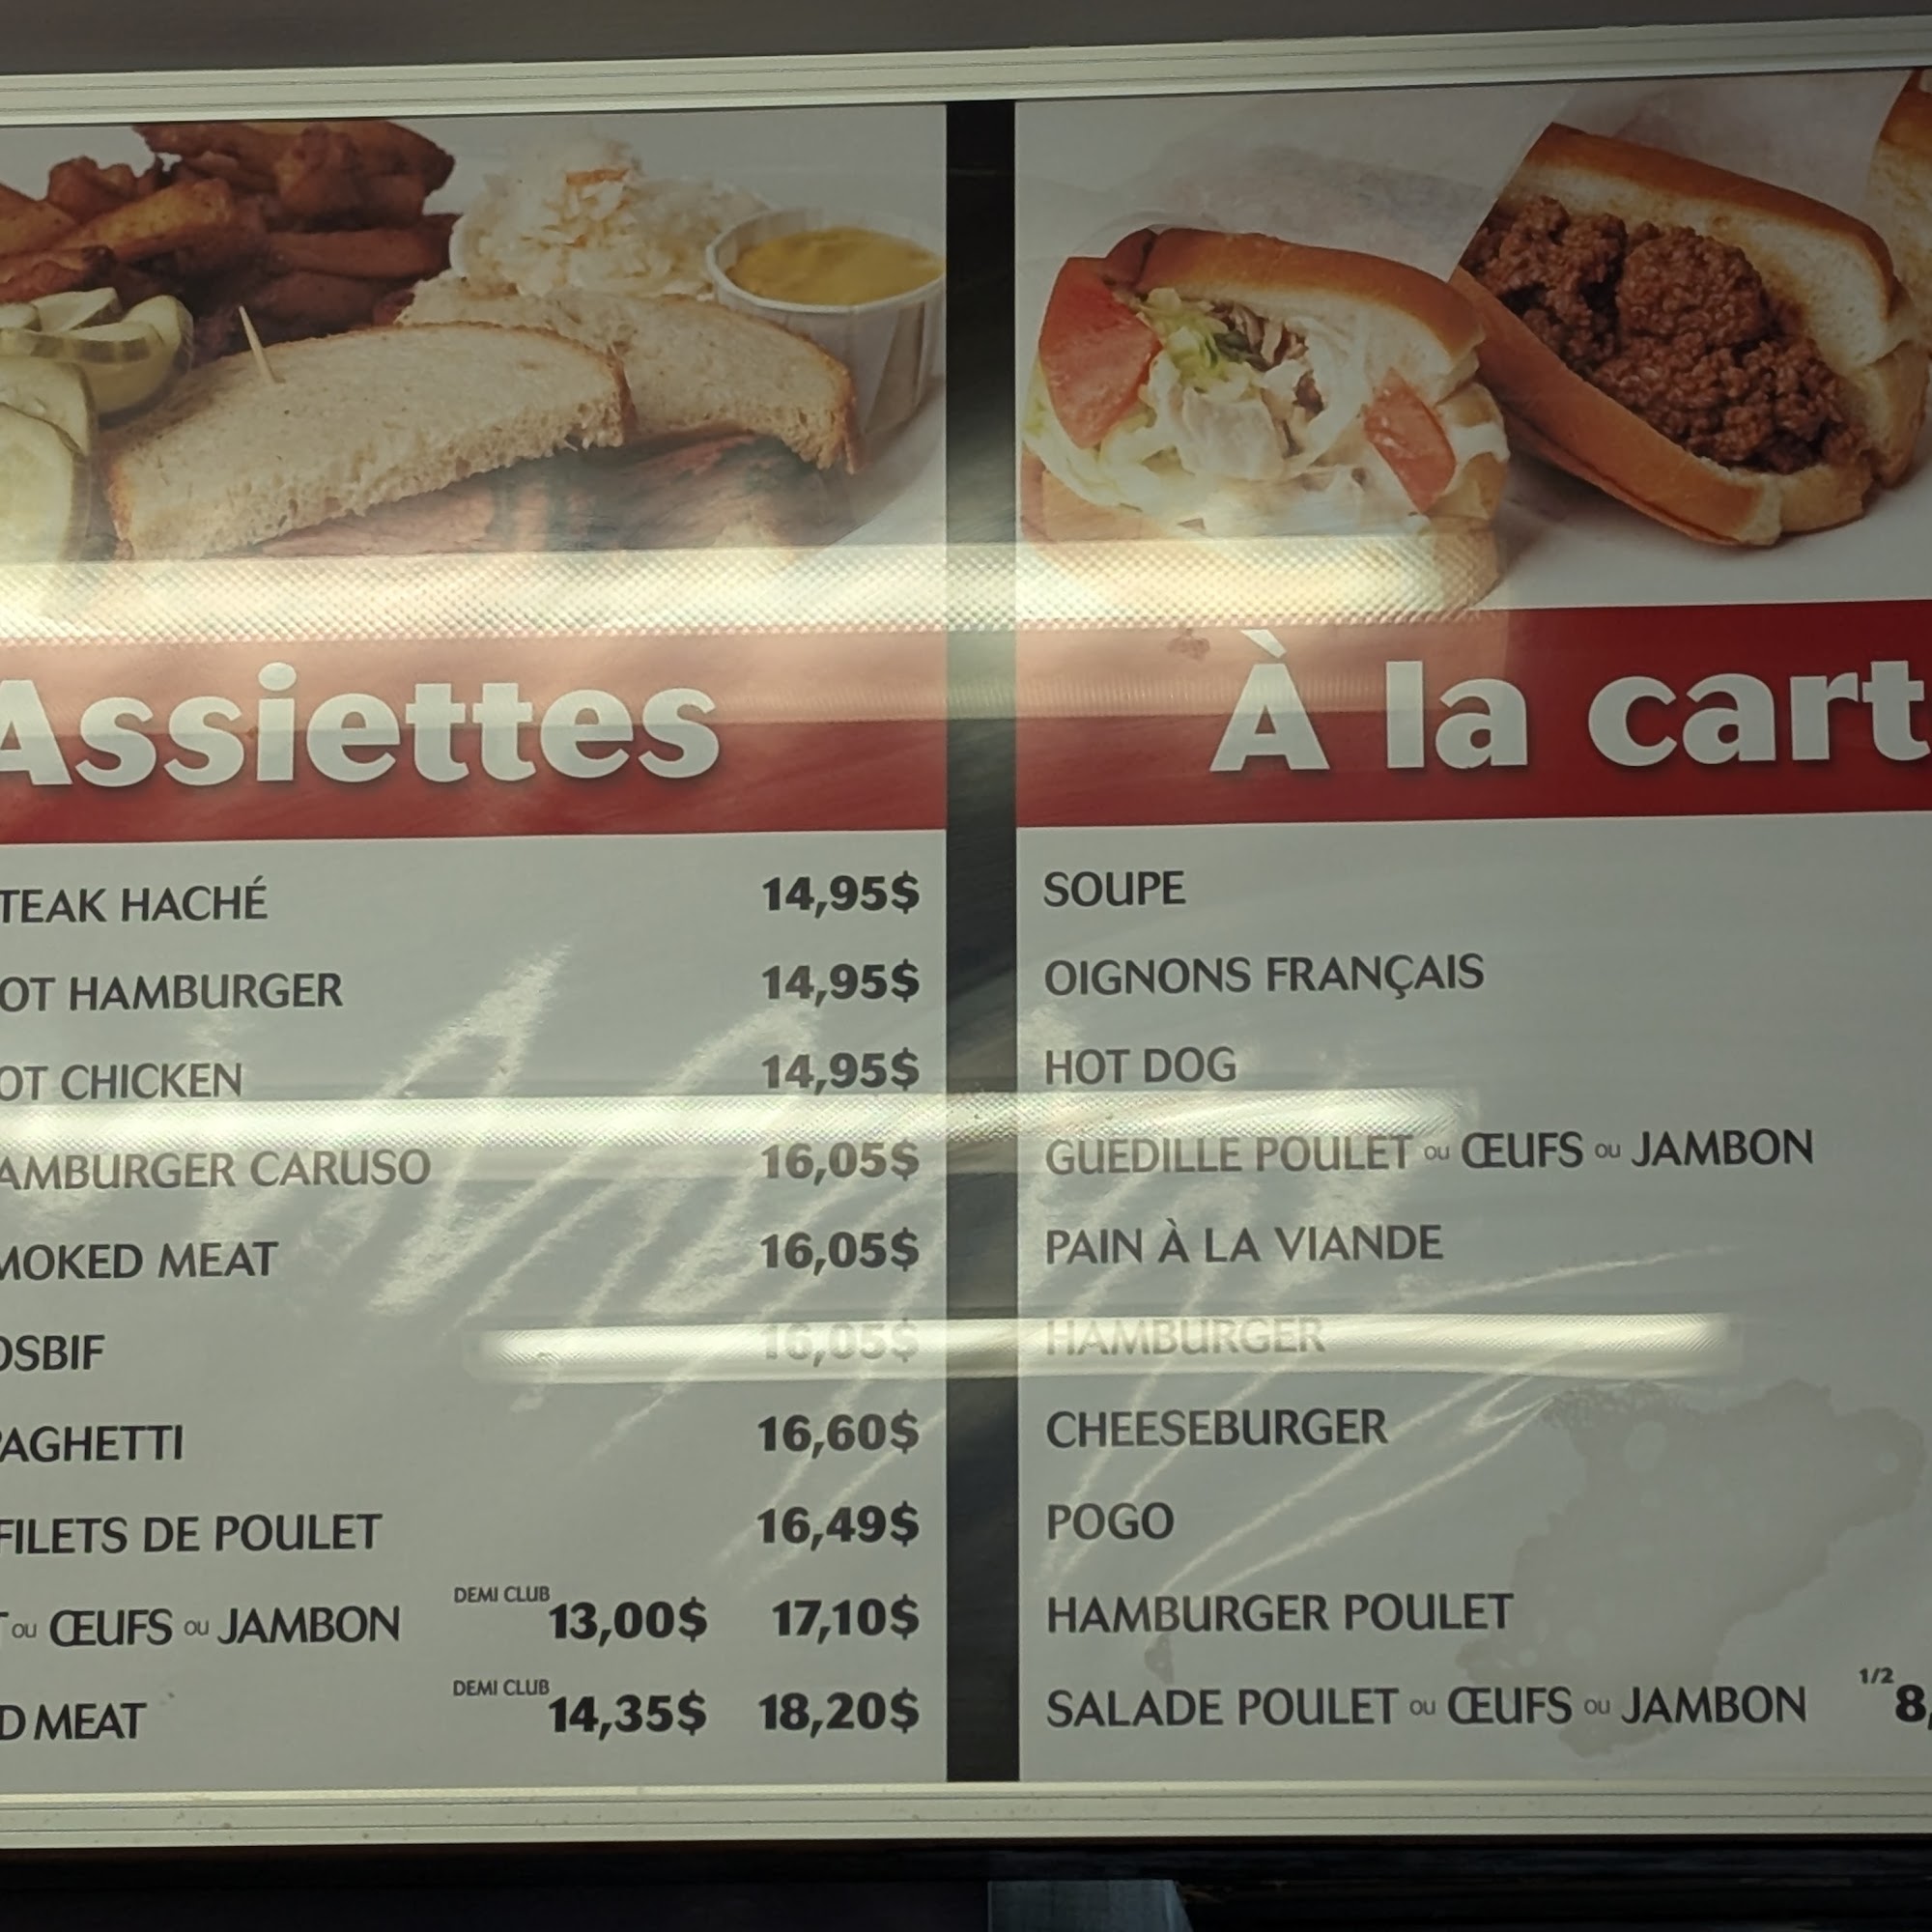 Assiettes
TEAK HACHÉ 14,95$
OT HAMBURGER 14,95$
OT CHICKEN 14,95$
AMBURGER CARUSO 16,05$
MOKED MEAT 16,05$
OSBIF 16,05$
PAGHETTI 16,60$
FILETS DE POULET 16,49$
T OU ŒUFS OU JAMBON DEMI CLUB 13,00$ 17,10$
D MEAT DEMI CLUB 14,35$ 18,20$
À la cart
SOUPE
OIGNONS FRANÇAIS
HOT DOG
GUEDILLE POULET OU ŒUFS OU JAMBON
PAIN À LA VIANDE
HAMBURGER
CHEESEBURGER
POGO
HAMBURGER POULET
SALADE POULET OU ŒUFS OU JAMBON 1/2 8,